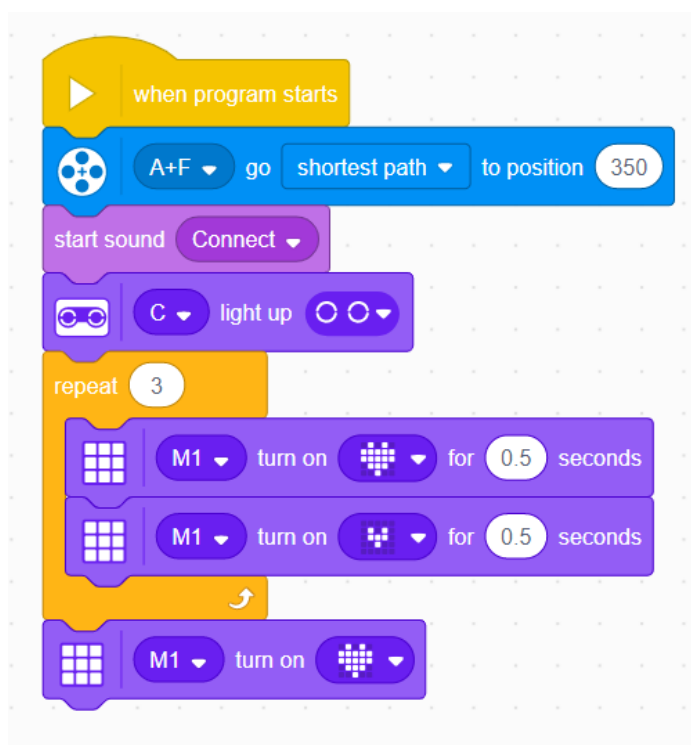 when program starts
A+F go shortest path to position 350
start sound Connect
C light up
repeat 3
M1 turn on for 0.5 seconds
M1 turn on for 0.5 seconds
M1 turn on